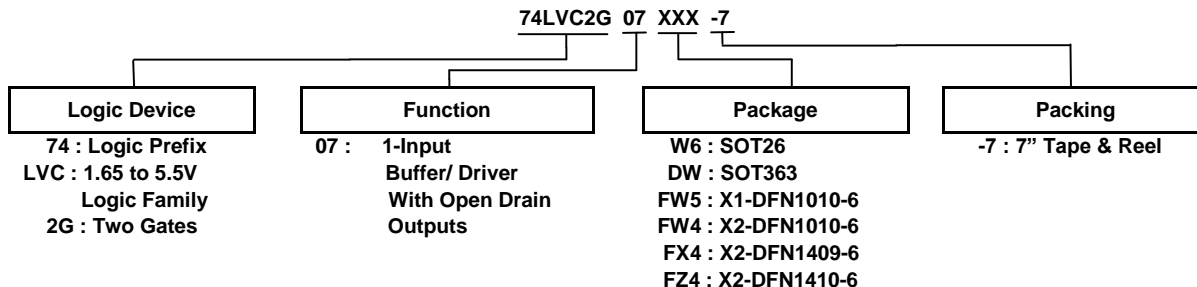 74LVC2G 07 XXX -7
Logic Device
74 : Logic Prefix
LVC : 1.65 to 5.5V
Logic Family
2G : Two Gates
Function
07 : 1-Input
Buffer/ Driver
With Open Drain
Outputs
Package
W6 : SOT26
DW : SOT363
FW5 : X1-DFN1010-6
FW4 : X2-DFN1010-6
FX4 : X2-DFN1409-6
FZ4 : X2-DFN1410-6
Packing
-7 : 7” Tape & Reel